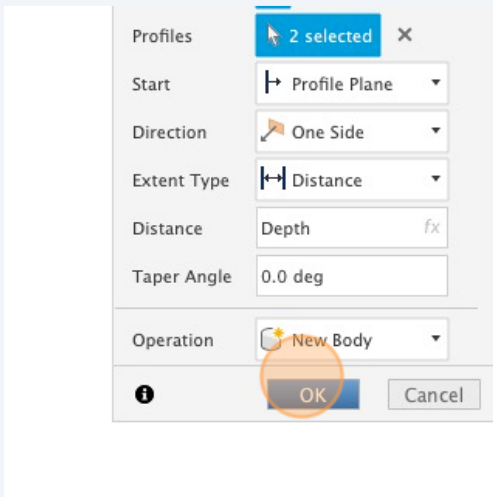 Profiles 2 selected
Start Profile Plane
Direction One Side
Extent Type Distance
Distance Depth fx
Taper Angle 0.0 deg
Operation New Body
OK Cancel